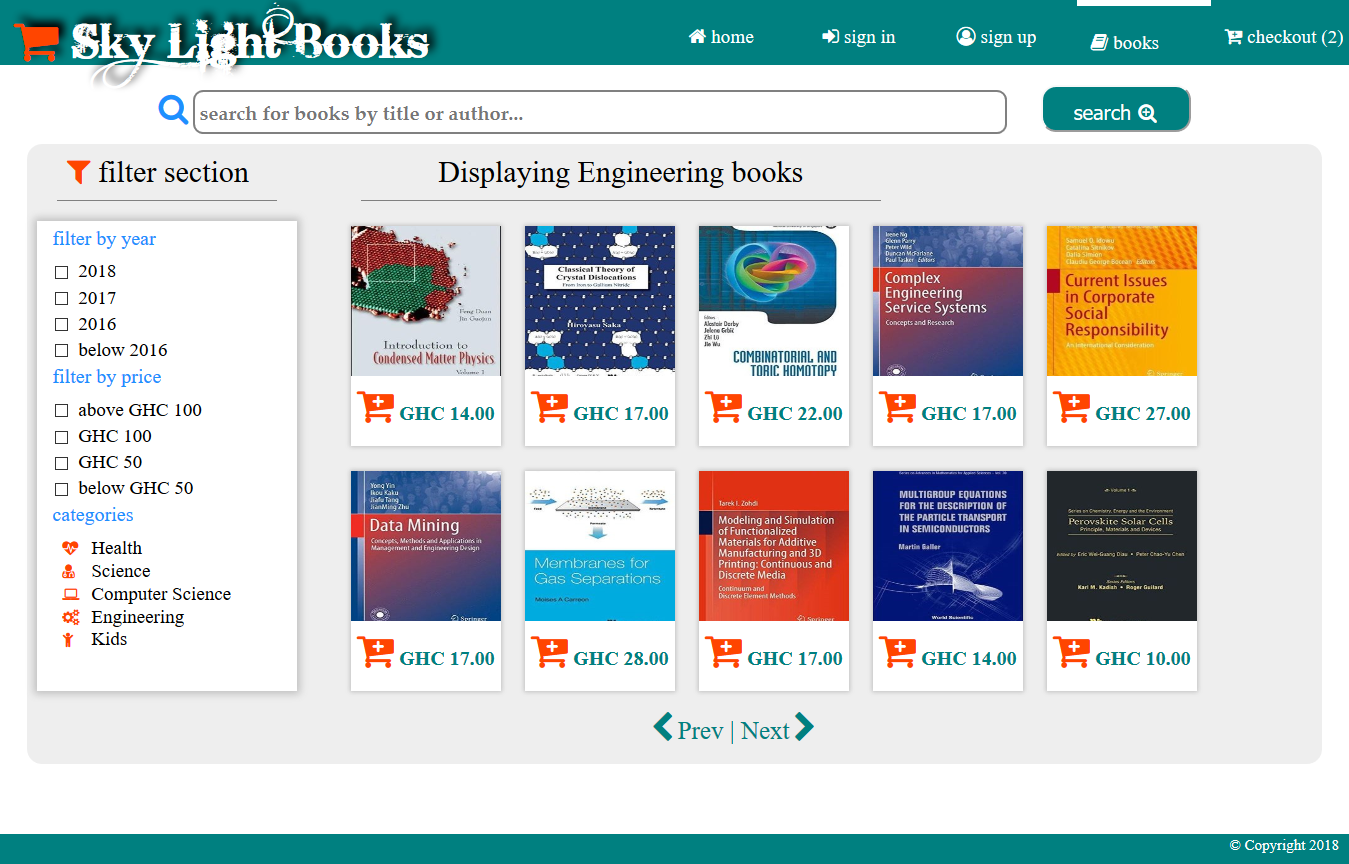 Sky Light Books
home
sign in
sign up
books
checkout (2)
search for books by title or author...
search
filter section
Displaying Engineering books
filter by year
2018
2017
2016
below 2016
filter by price
above GHC 100
GHC 100
GHC 50
below GHC 50
categories
Health
Science
Computer Science
Engineering
Kids
Feng Duan
Jin Guojun
Introduction to
Condensed Matter Physics
Volume 1
GHC 14.00
Classical Theory of
Crystal Dislocations
From Iron to Gallium Nitride
Hiroyasu Saka
GHC 17.00
Editors
Alastair Darby
Jelena Grbić
Zhi Lü
Jie Wu
COMBINATORIAL AND
TORIC HOMOTOPY
GHC 22.00
Irene Ng
Glenn Parry
Peter Wild
Duncan McFarlane
Paul Tasker Editors
Complex
Engineering
Service Systems
Concepts and Research
Springer
GHC 17.00
Samuel O. Idowu
Catalina Sitnikov
Dalia Simion
Claudiu George Bocean Editors
Current Issues
in Corporate
Social
Responsibility
An International Consideration
Springer
GHC 27.00
Yong Yin
Ikou Kaku
Jiafu Tang
JianMing Zhu
Data Mining
Concepts, Methods and Applications in
Management and Engineering Design
Springer
GHC 17.00
Feed
Membranes for
Gas Separations
Moises A Carreon
GHC 28.00
Tarek I. Zohdi
Modeling and Simulation
of Functionalized
Materials for Additive
Manufacturing and 3D
Printing: Continuous and
Discrete Media
Continuum and
Discrete Element Methods
Springer
GHC 17.00
Series on Advances in Mathematics for Applied Sciences - Vol.
MULTIGROUP EQUATIONS
FOR THE DESCRIPTION OF
THE PARTICLE TRANSPORT
IN SEMICONDUCTORS
Martin Galler
World Scientific
GHC 14.00
Volume 1
Series on Chemistry, Energy and the Environment
Perovskite Solar Cells
Principle, Materials and Devices
Edited by Eric Wei-Guang Diau • Peter Chao-Yu Chen
Series Editors
Karl M. Kadish • Roger Guilard
GHC 10.00
Prev | Next
© Copyright 2018